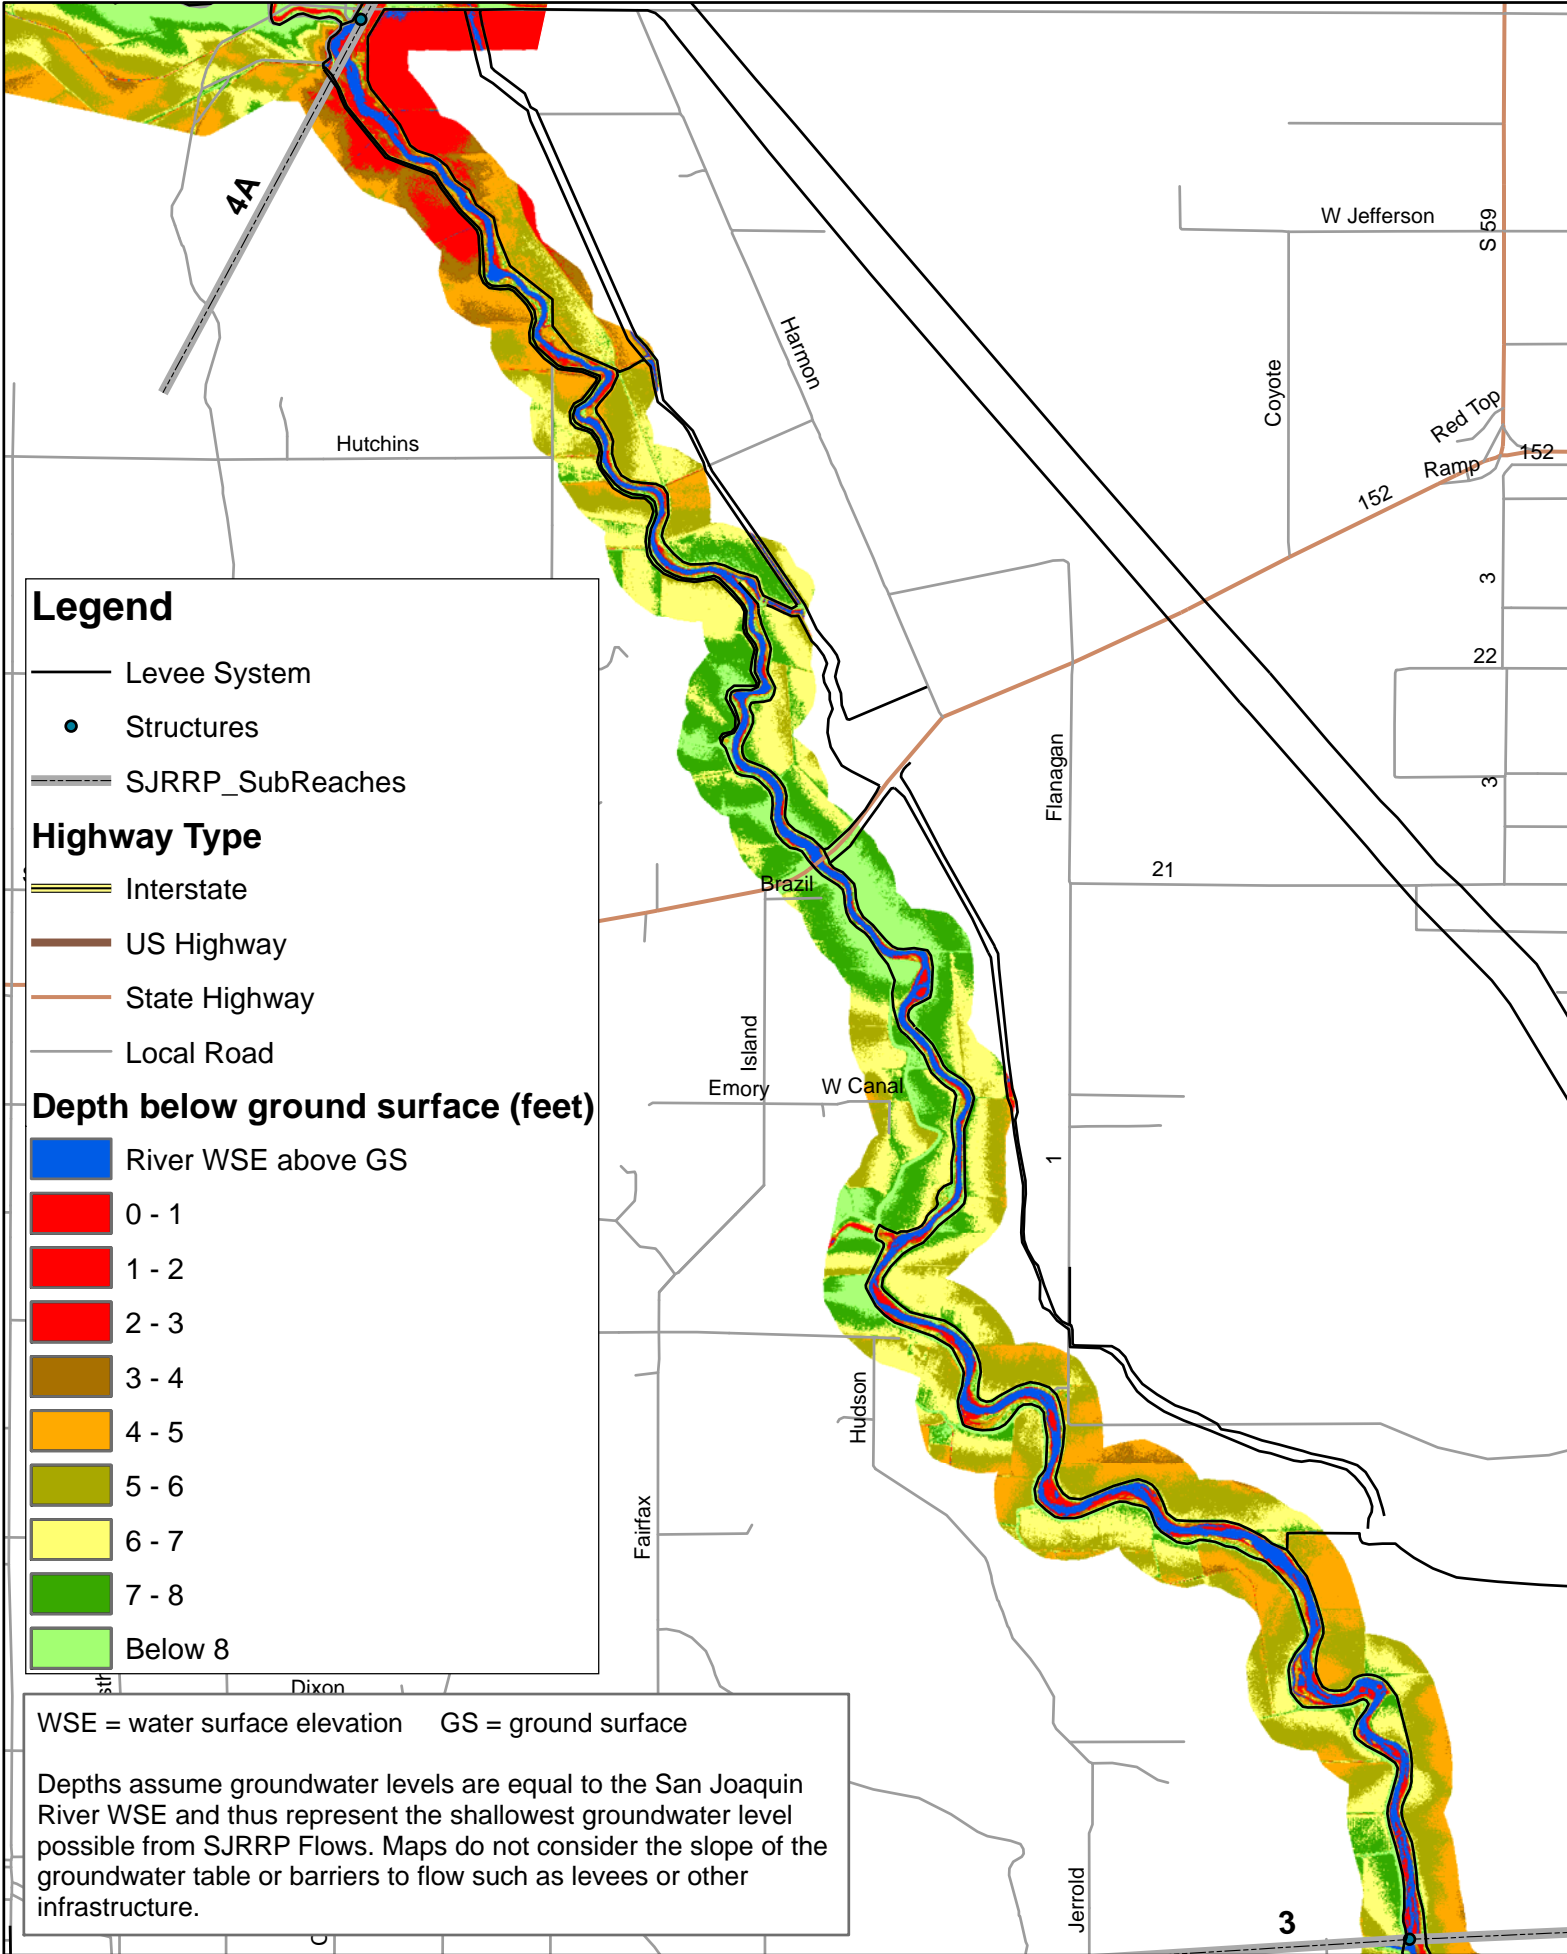 4A
W Jefferson
S 59
Harmon
Coyote
Red Top
Hutchins
Ramp
152
152
3
22
Flanagan
3
21
Brazil
Island
Emory
W Canal
1
Hudson
Fairfax
Jerrold
3
Legend
Levee System
Structures
SJRRP_SubReaches
Highway Type
Interstate
US Highway
State Highway
Local Road
Depth below ground surface (feet)
River WSE above GS
0 - 1
1 - 2
2 - 3
3 - 4
4 - 5
5 - 6
6 - 7
7 - 8
Below 8
Dixon
WSE = water surface elevation GS = ground surface
Depths assume groundwater levels are equal to the San Joaquin
River WSE and thus represent the shallowest groundwater level
possible from SJRRP Flows. Maps do not consider the slope of the
groundwater table or barriers to flow such as levees or other
infrastructure.